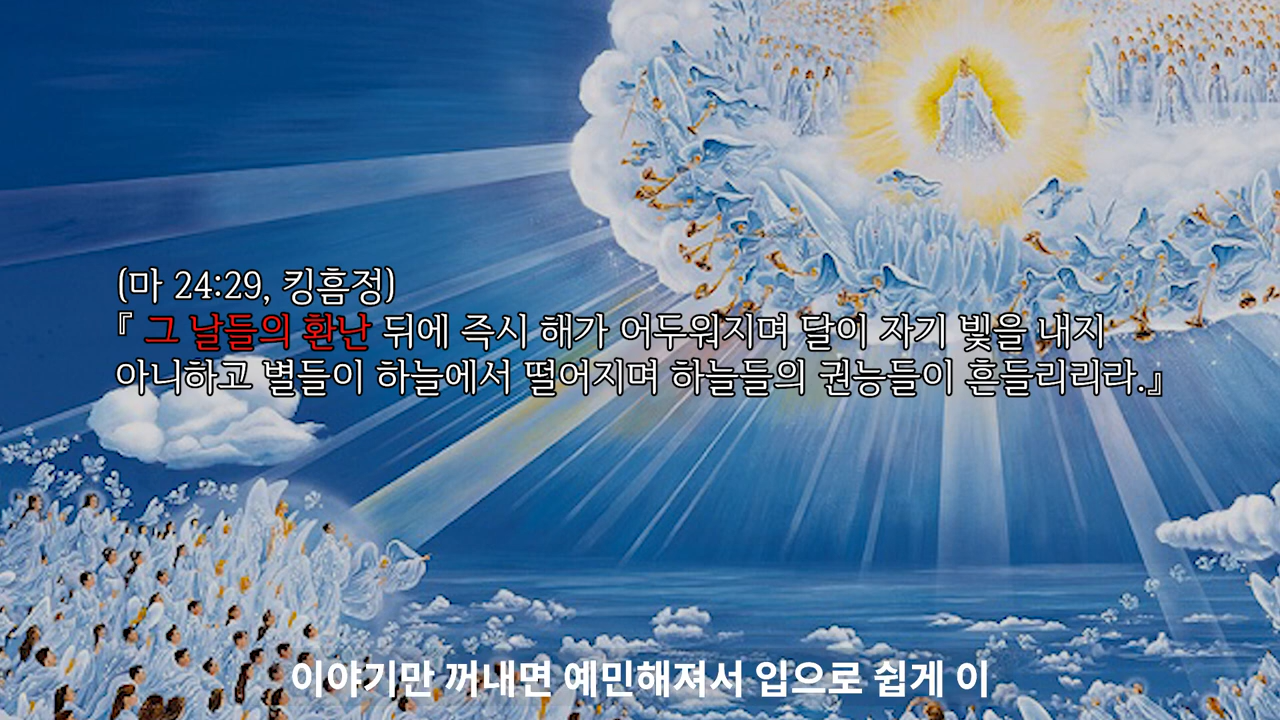 (마 24:29, 킹흠정)
『 그 날들의 환난 뒤에 즉시 해가 어두워지며 달이 자기 빛을 내지
아니하고 별들이 하늘에서 떨어지며 하늘들의 권능들이 흔들리리라.』
이야기만 꺼내면 예민해져서 입으로 쉽게 이